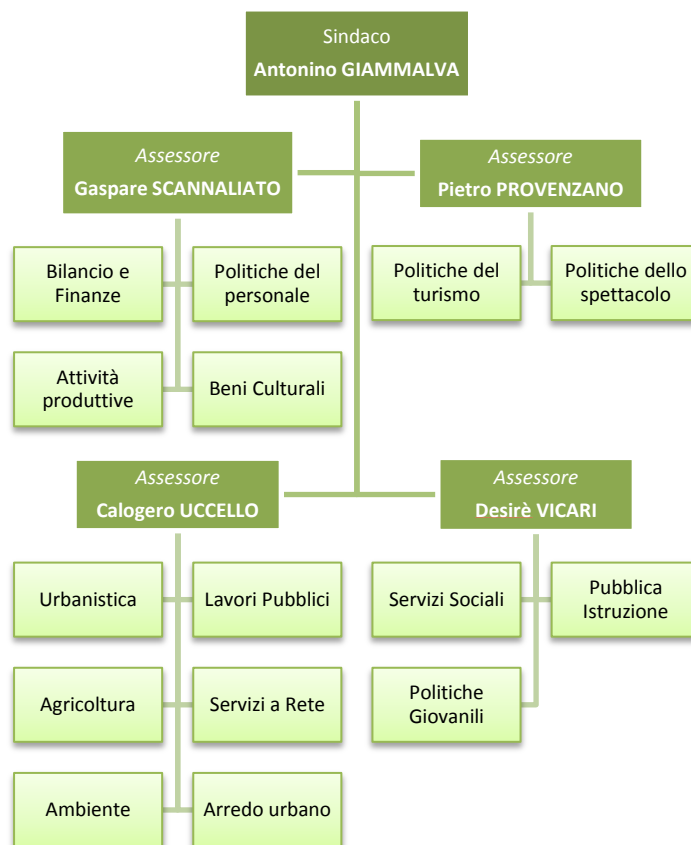 Sindaco
Antonino GIAMMALVA
Assessore
Gaspare SCANNALIATO
Assessore
Pietro PROVENZANO
Bilancio e
Finanze
Politiche del
personale
Politiche del
turismo
Politiche dello
spettacolo
Attività
produttive
Beni Culturali
Assessore
Calogero UCCELLO
Assessore
Desirè VICARI
Urbanistica
Lavori Pubblici
Servizi Sociali
Pubblica
Istruzione
Agricoltura
Servizi a Rete
Politiche
Giovanili
Ambiente
Arredo urbano